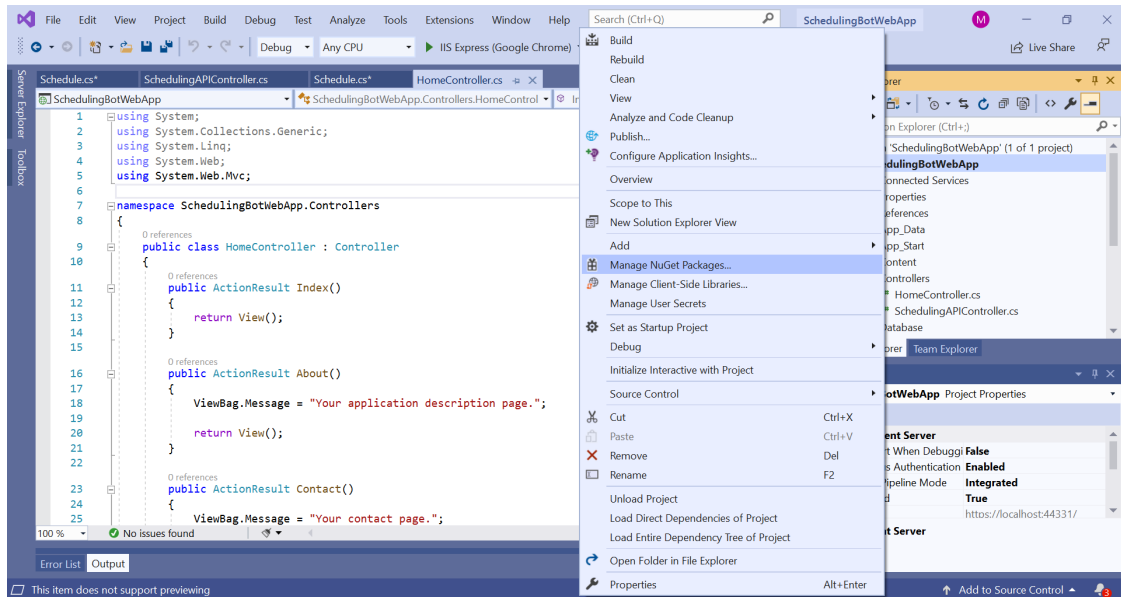 File Edit View Project Build Debug Test Analyze Tools Extensions Window Help Search (Ctrl+Q) SchedulingBotWebApp M
Debug Any CPU IIS Express (Google Chrome) Live Share
Server Explorer
Toolbox
Schedule.cs* SchedulingAPIController.cs Schedule.cs* HomeController.cs
SchedulingBotWebApp SchedulingBotWebApp.Controllers.HomeControl
1 using System;
2 using System.Collections.Generic;
3 using System.Linq;
4 using System.Web;
5 using System.Web.Mvc;
6
7 namespace SchedulingBotWebApp.Controllers
8 {
0 references
9 public class HomeController : Controller
10 {
0 references
11 public ActionResult Index()
12 {
13 return View();
14 }
15
0 references
16 public ActionResult About()
17 {
18 ViewBag.Message = "Your application description page.";
19
20 return View();
21 }
22
0 references
23 public ActionResult Contact()
24 {
25 ViewBag.Message = "Your contact page.";
100 % No issues found
Error List Output
This item does not support previewing
Build
Rebuild
Clean
View
Analyze and Code Cleanup
Publish...
Configure Application Insights...
Overview
Scope to This
New Solution Explorer View
Add
Manage NuGet Packages...
Manage Client-Side Libraries...
Manage User Secrets
Set as Startup Project
Debug
Initialize Interactive with Project
Source Control
Cut Ctrl+X
Paste Ctrl+V
Remove Del
Rename F2
Unload Project
Load Direct Dependencies of Project
Load Entire Dependency Tree of Project
Open Folder in File Explorer
Properties Alt+Enter
orer
on Explorer (Ctrl+;)
'SchedulingBotWebApp' (1 of 1 project)
edulingBotWebApp
onnected Services
roperties
eferences
pp_Data
pp_Start
ontent
ontrollers
HomeController.cs
SchedulingAPIController.cs
atabase
orer Team Explorer
otWebApp Project Properties
ent Server
t When Debuggi False
s Authentication Enabled
ipeline Mode Integrated
d True
https://localhost:44331/
t Server
Add to Source Control 3